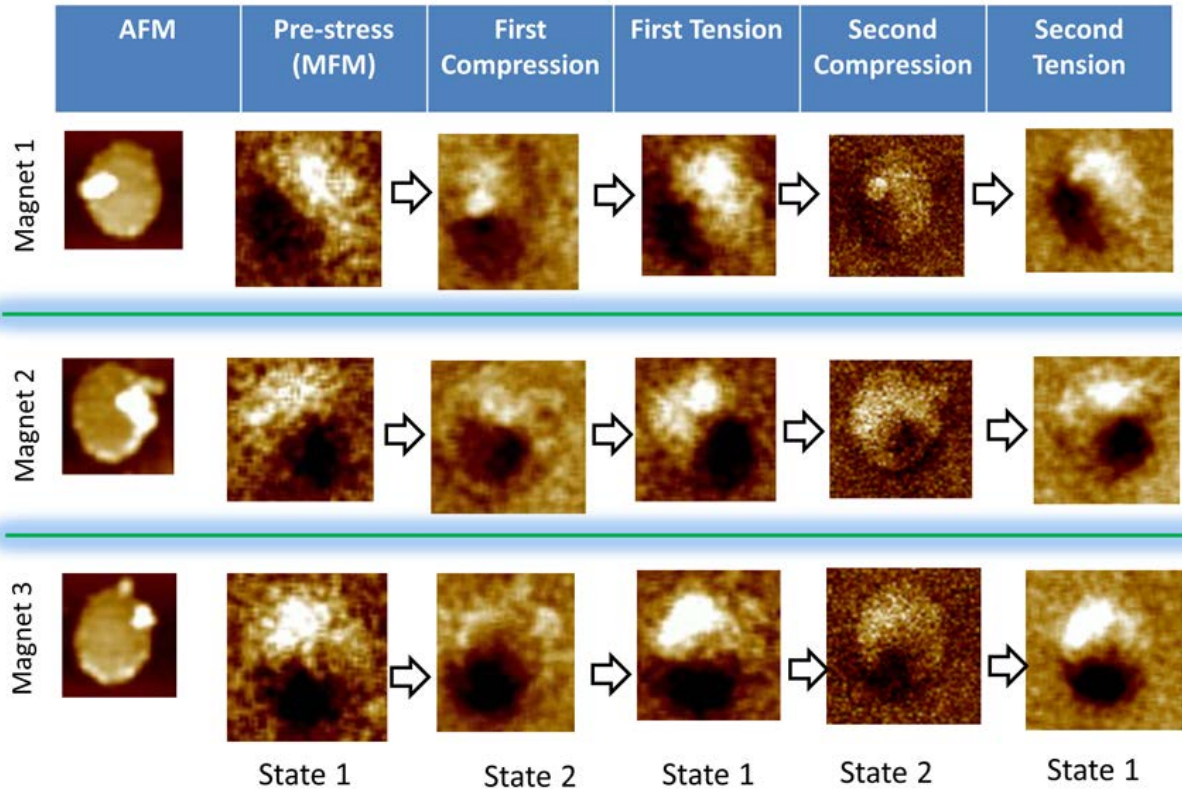 AFM
Pre-stress
(MFM)
First
Compression
First Tension
Second
Compression
Second
Tension
Magnet 1
Magnet 2
Magnet 3
State 1
State 2
State 1
State 2
State 1